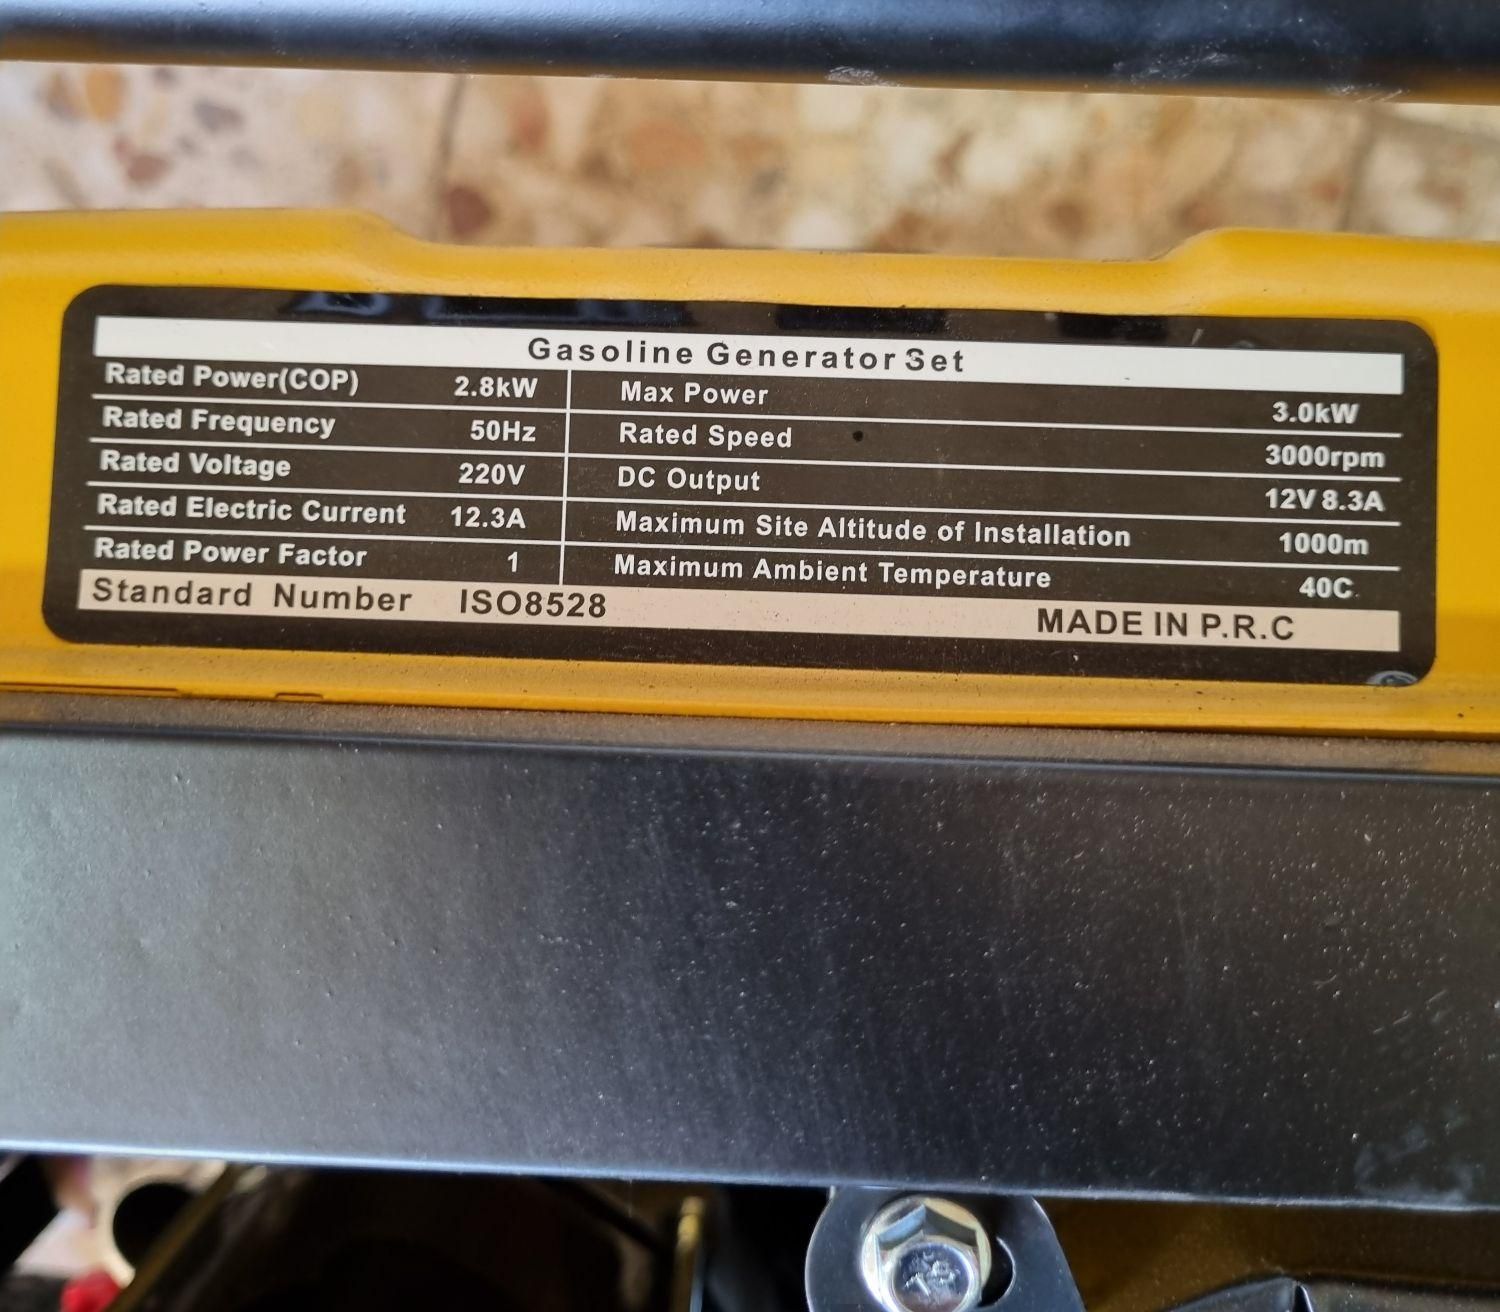 Gasoline Generator Set
Rated Power(COP) 2.8kW Max Power 3.0kW
Rated Frequency 50Hz Rated Speed 3000rpm
Rated Voltage 220V DC Output 12V 8.3A
Rated Electric Current 12.3A Maximum Site Altitude of Installation 1000m
Rated Power Factor 1 Maximum Ambient Temperature 40C
Standard Number ISO8528 MADE IN P.R.C